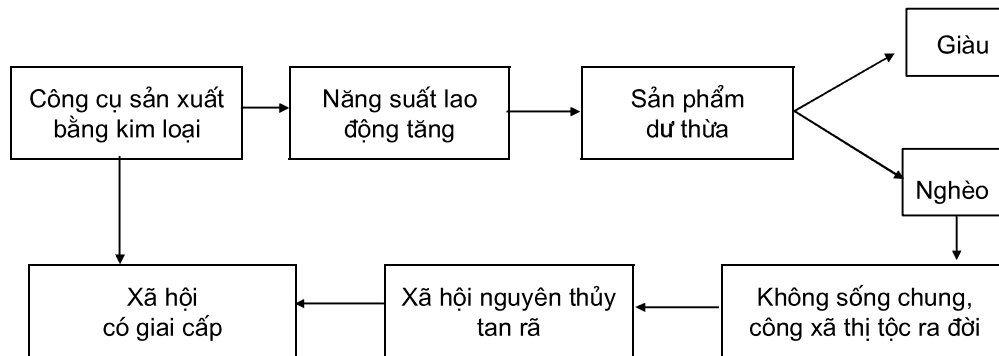 Công cụ sản xuất
bằng kim loại
Năng suất lao
động tăng
Sản phẩm
dư thừa
Giàu
Nghèo
Xã hội
có giai cấp
Xã hội nguyên thủy
tan rã
Không sống chung,
công xã thị tộc ra đời